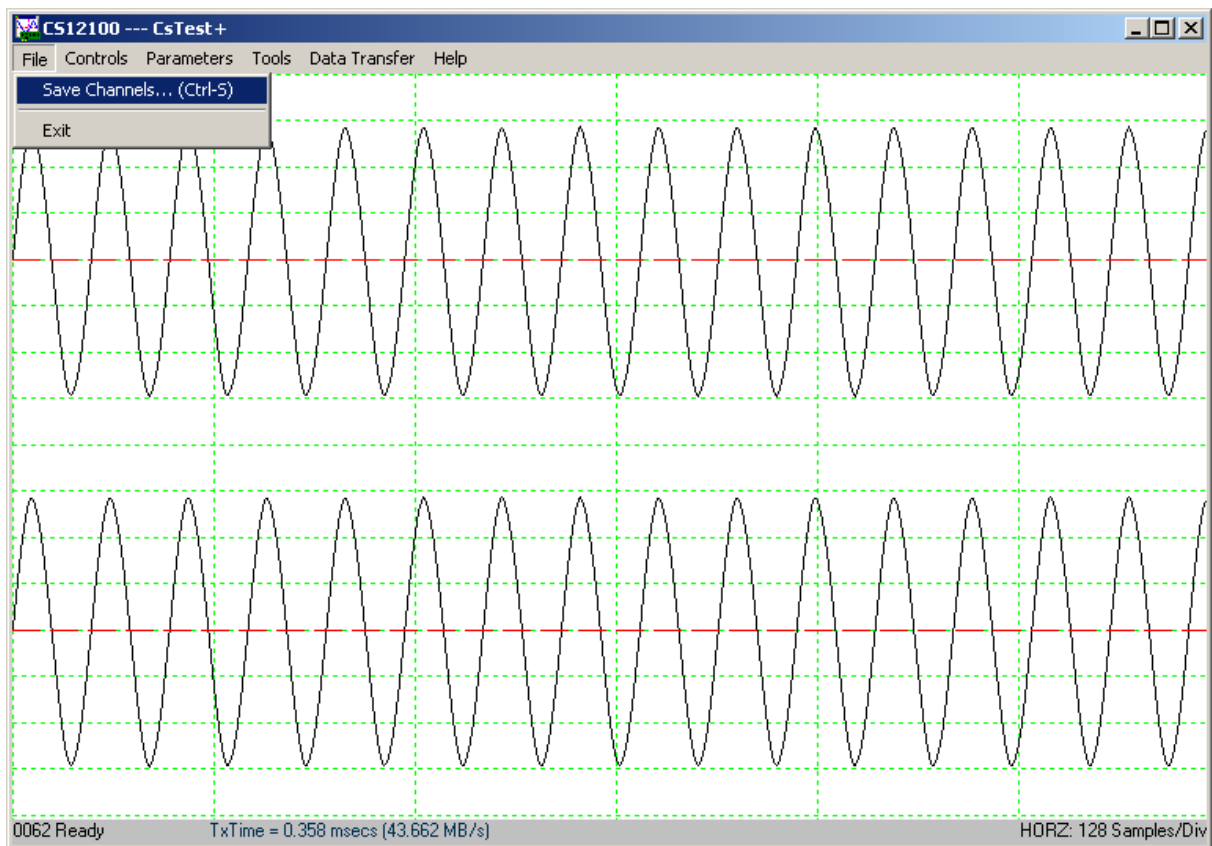 CS12100 --- CsTest+
File Controls Parameters Tools Data Transfer Help
Save Channels... (Ctrl-S)
Exit
0062 Ready TxTime = 0.358 msecs (43.662 MB/s) HORZ: 128 Samples/Div